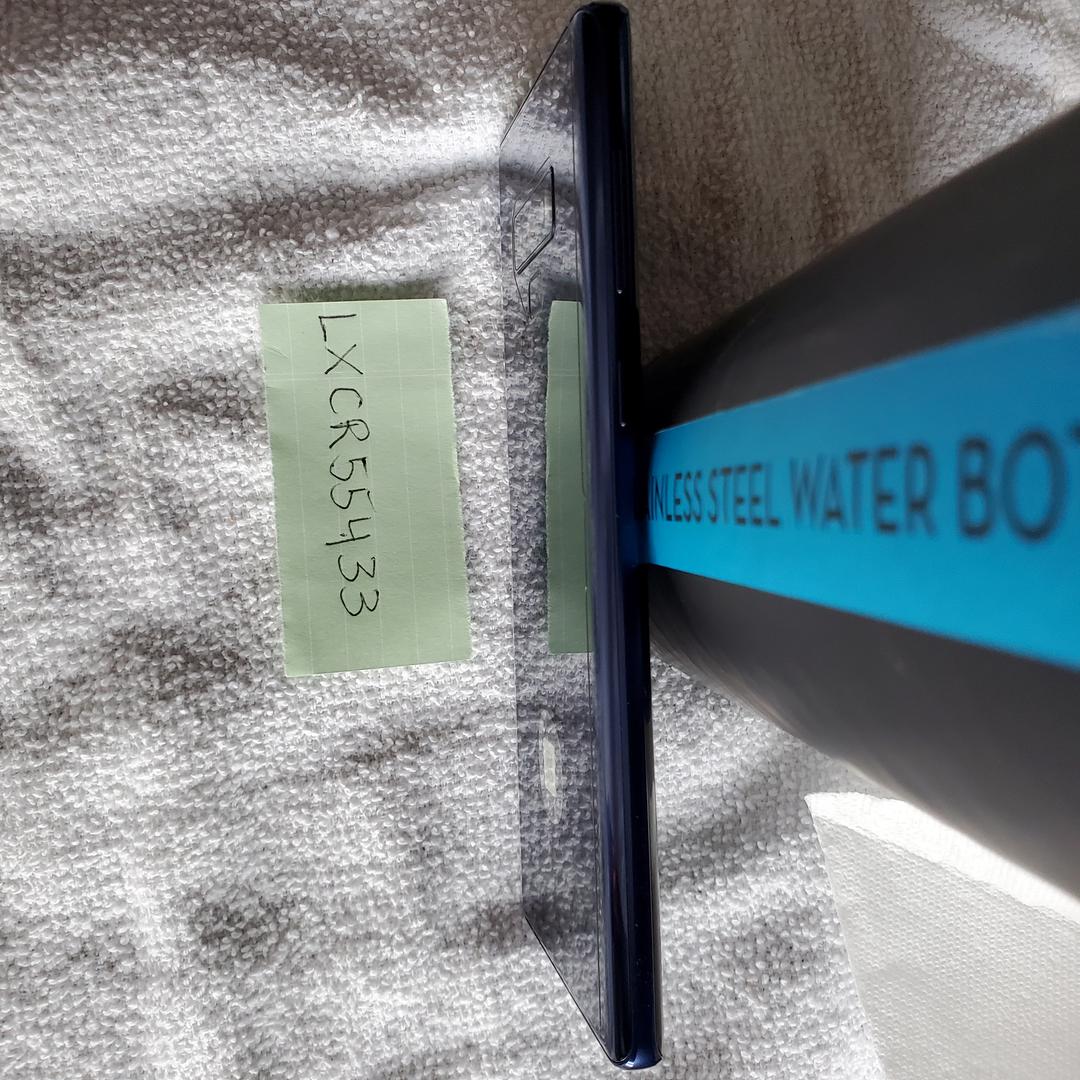 LXCR55433
INLESS STEEL WATER BO